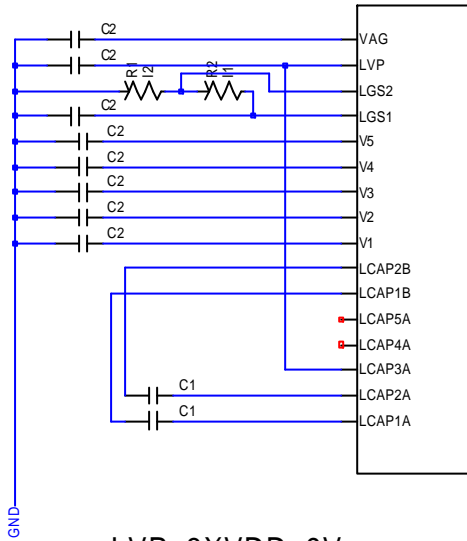 C2 VAG
C2 LVP
R1 I2 R2 I1 LGS2
C2 LGS1
C2 V5
C2 V4
C2 V3
C2 V2
C2 V1
LCAP2B
LCAP1B
LCAP5A
LCAP4A
LCAP3A
C1 LCAP2A
C1 LCAP1A
GND